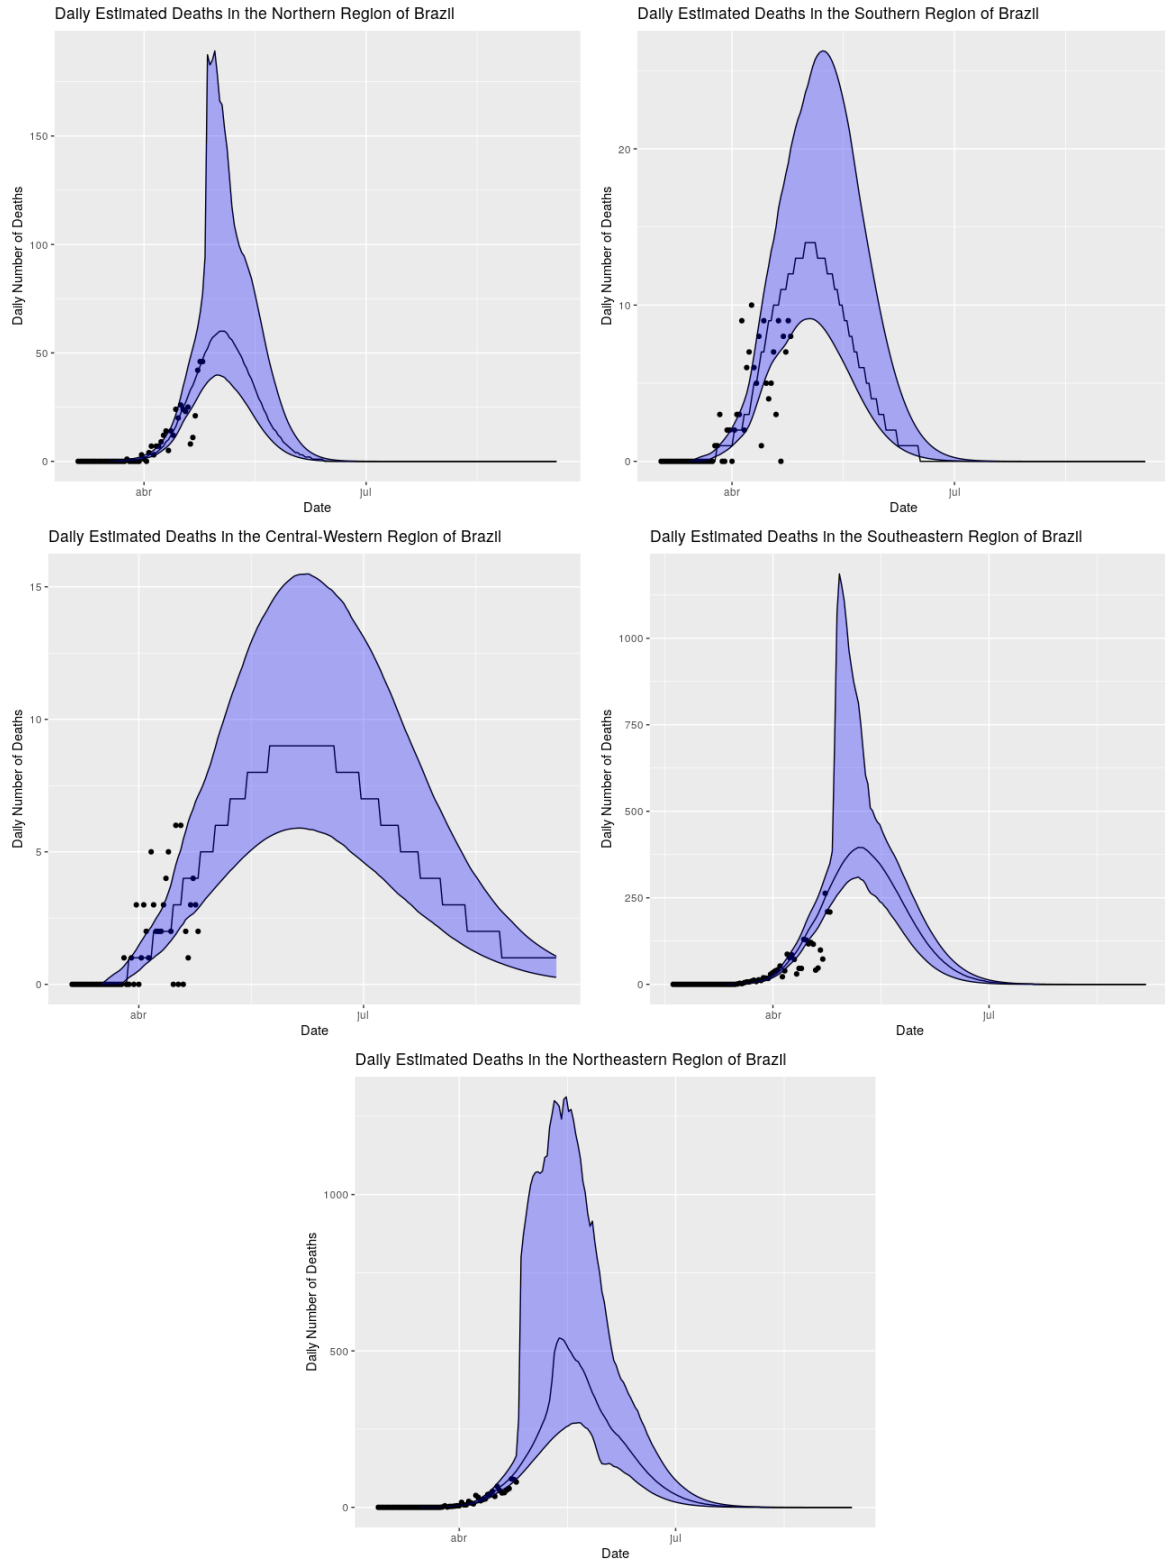 Daily Estimated Deaths in the Northern Region of Brazil
Daily Number of Deaths
150
100
50
0
abr
jul
Date
Daily Estimated Deaths in the Southern Region of Brazil
Daily Number of Deaths
20
10
0
abr
jul
Date
Daily Estimated Deaths in the Central-Western Region of Brazil
Daily Number of Deaths
15
10
5
0
abr
jul
Date
Daily Estimated Deaths in the Southeastern Region of Brazil
Daily Number of Deaths
1000
750
500
250
0
abr
jul
Date
Daily Estimated Deaths in the Northeastern Region of Brazil
Daily Number of Deaths
1000
500
0
abr
jul
Date